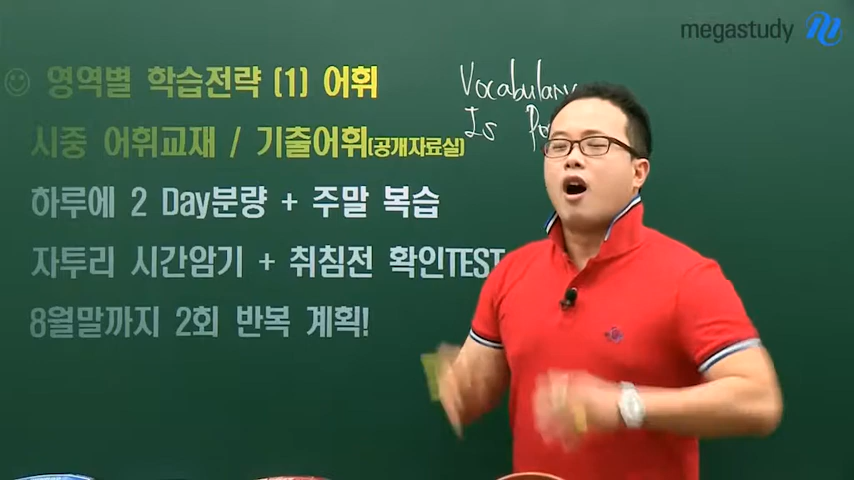 megastudy
영역별 학습전략 (1) 어휘
Vocabulary
Is
시중 어휘교재 / 기출어휘(공개자료실)
하루에 2 Day분량 + 주말 복습
자투리 시간암기 + 취침전 확인TEST
8월말까지 2회 반복 계획!